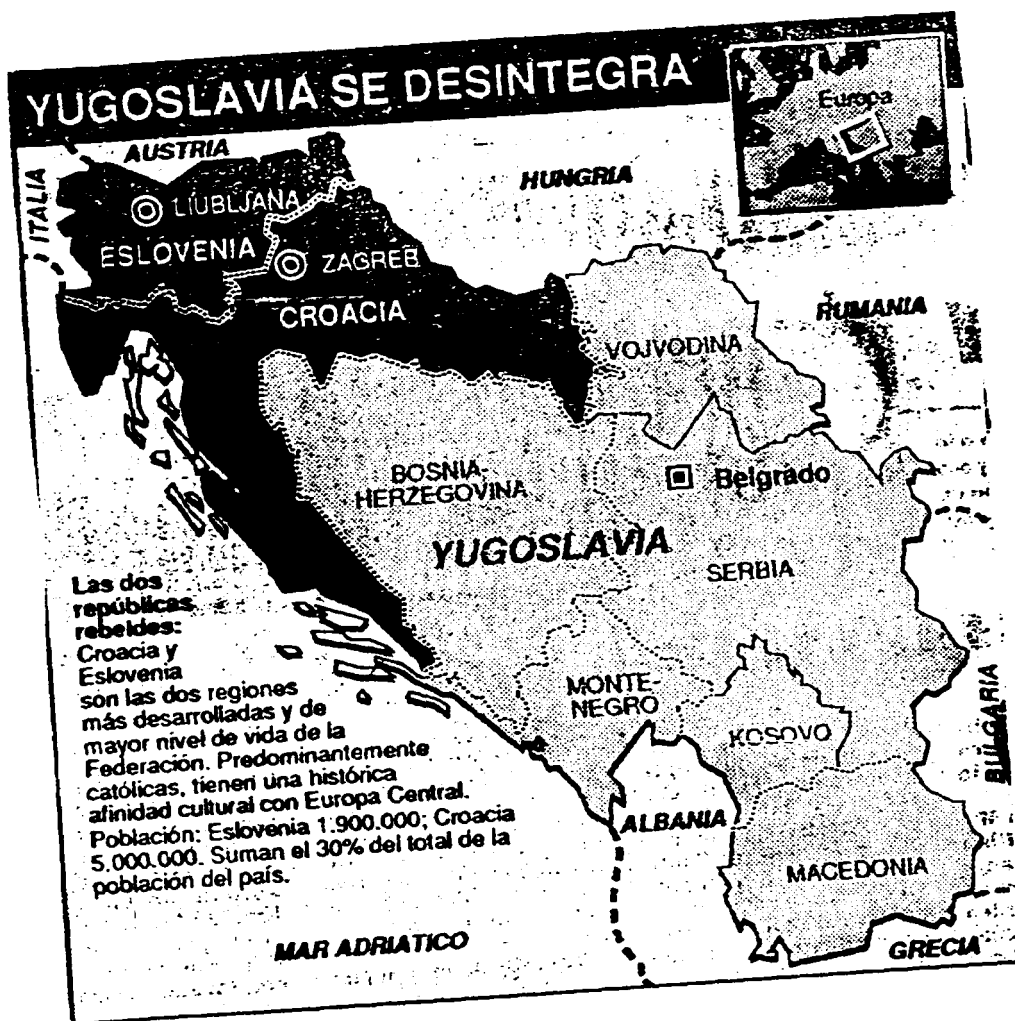 YUGOSLAVIA SE DESINTEGRA
Europa
AUSTRIA
ITALIA
HUNGRIA
LIUBLJANA
ESLOVENIA
ZAGREB
CROACIA
RUMANIA
VOJVODINA
BOSNIA-
HERZEGOVINA
Belgrado
YUGOSLAVIA
SERBIA
Las dos
repúblicas
rebeldes:
Croacia y
Eslovenia
son las dos regiones
más desarrolladas y de
mayor nivel de vida de la
Federación. Predominantemente
católicas, tienen una histórica
afinidad cultural con Europa Central.
Población: Eslovenia 1.900.000; Croacia
5.000.000. Suman el 30% del total de la
población del país.
MONTE-
NEGRO
KOSOVO
BULGARIA
ALBANIA
MACEDONIA
MAR ADRIATICO
GRECIA